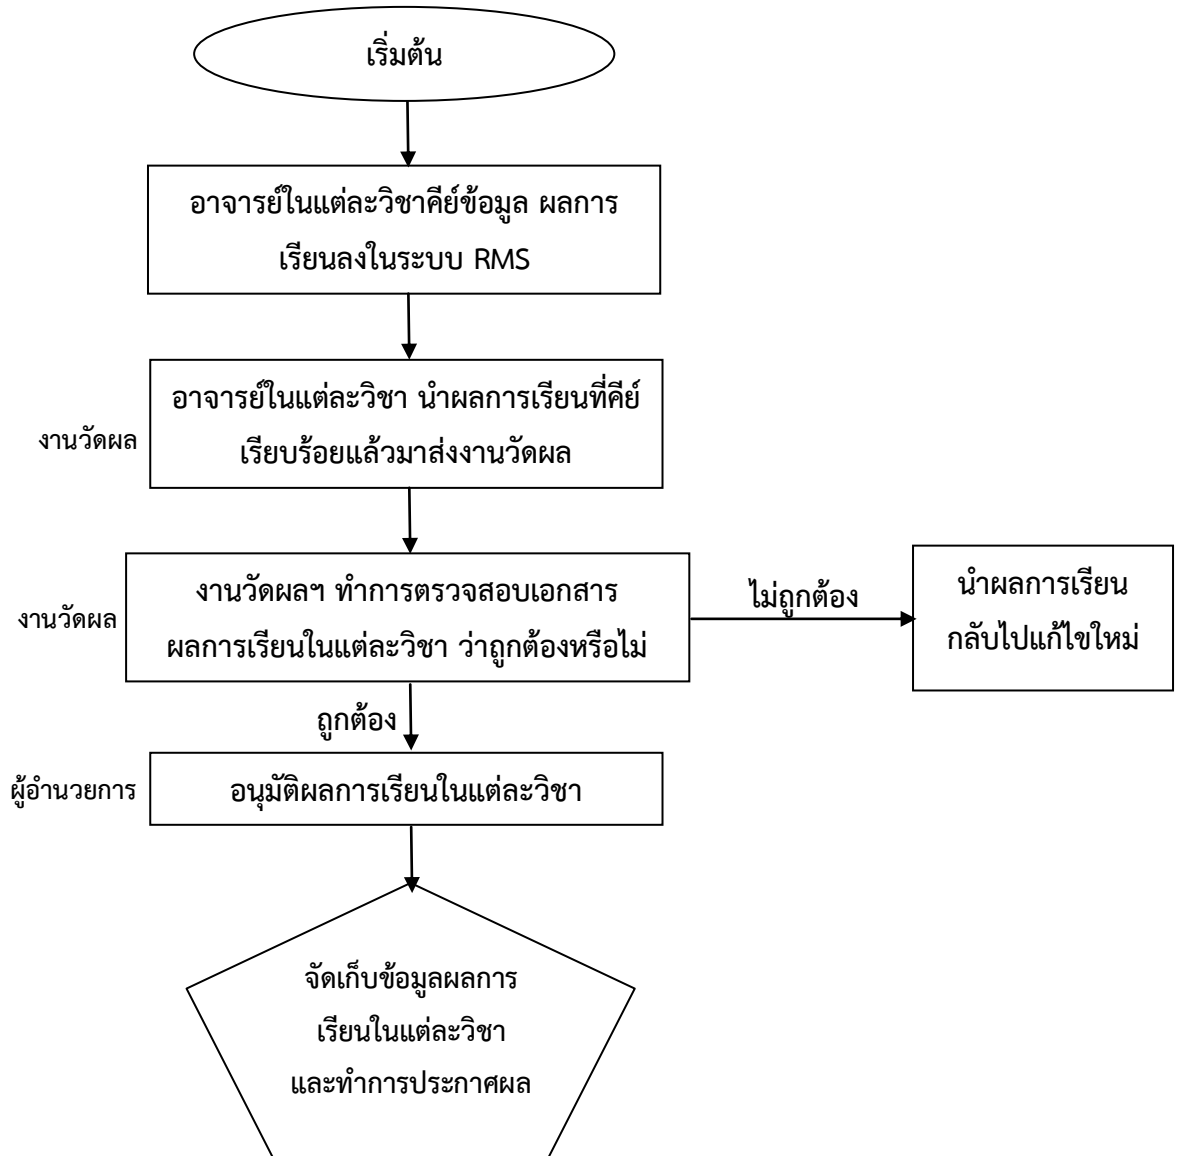 เริ่มต้น
อาจารย์ในแต่ละวิชาคีย์ข้อมูล ผลการ
เรียนลงในระบบ RMS
อาจารย์ในแต่ละวิชา นำผลการเรียนที่คีย์
เรียบร้อยแล้วมาส่งงานวัดผล
งานวัดผล
งานวัดผลฯ ทำการตรวจสอบเอกสาร
ผลการเรียนในแต่ละวิชา ว่าถูกต้องหรือไม่
งานวัดผล
ไม่ถูกต้อง
นำผลการเรียน
กลับไปแก้ไขใหม่
ถูกต้อง
ผู้อำนวยการ
อนุมัติผลการเรียนในแต่ละวิชา
จัดเก็บข้อมูลผลการ
เรียนในแต่ละวิชา
และทำการประกาศผล